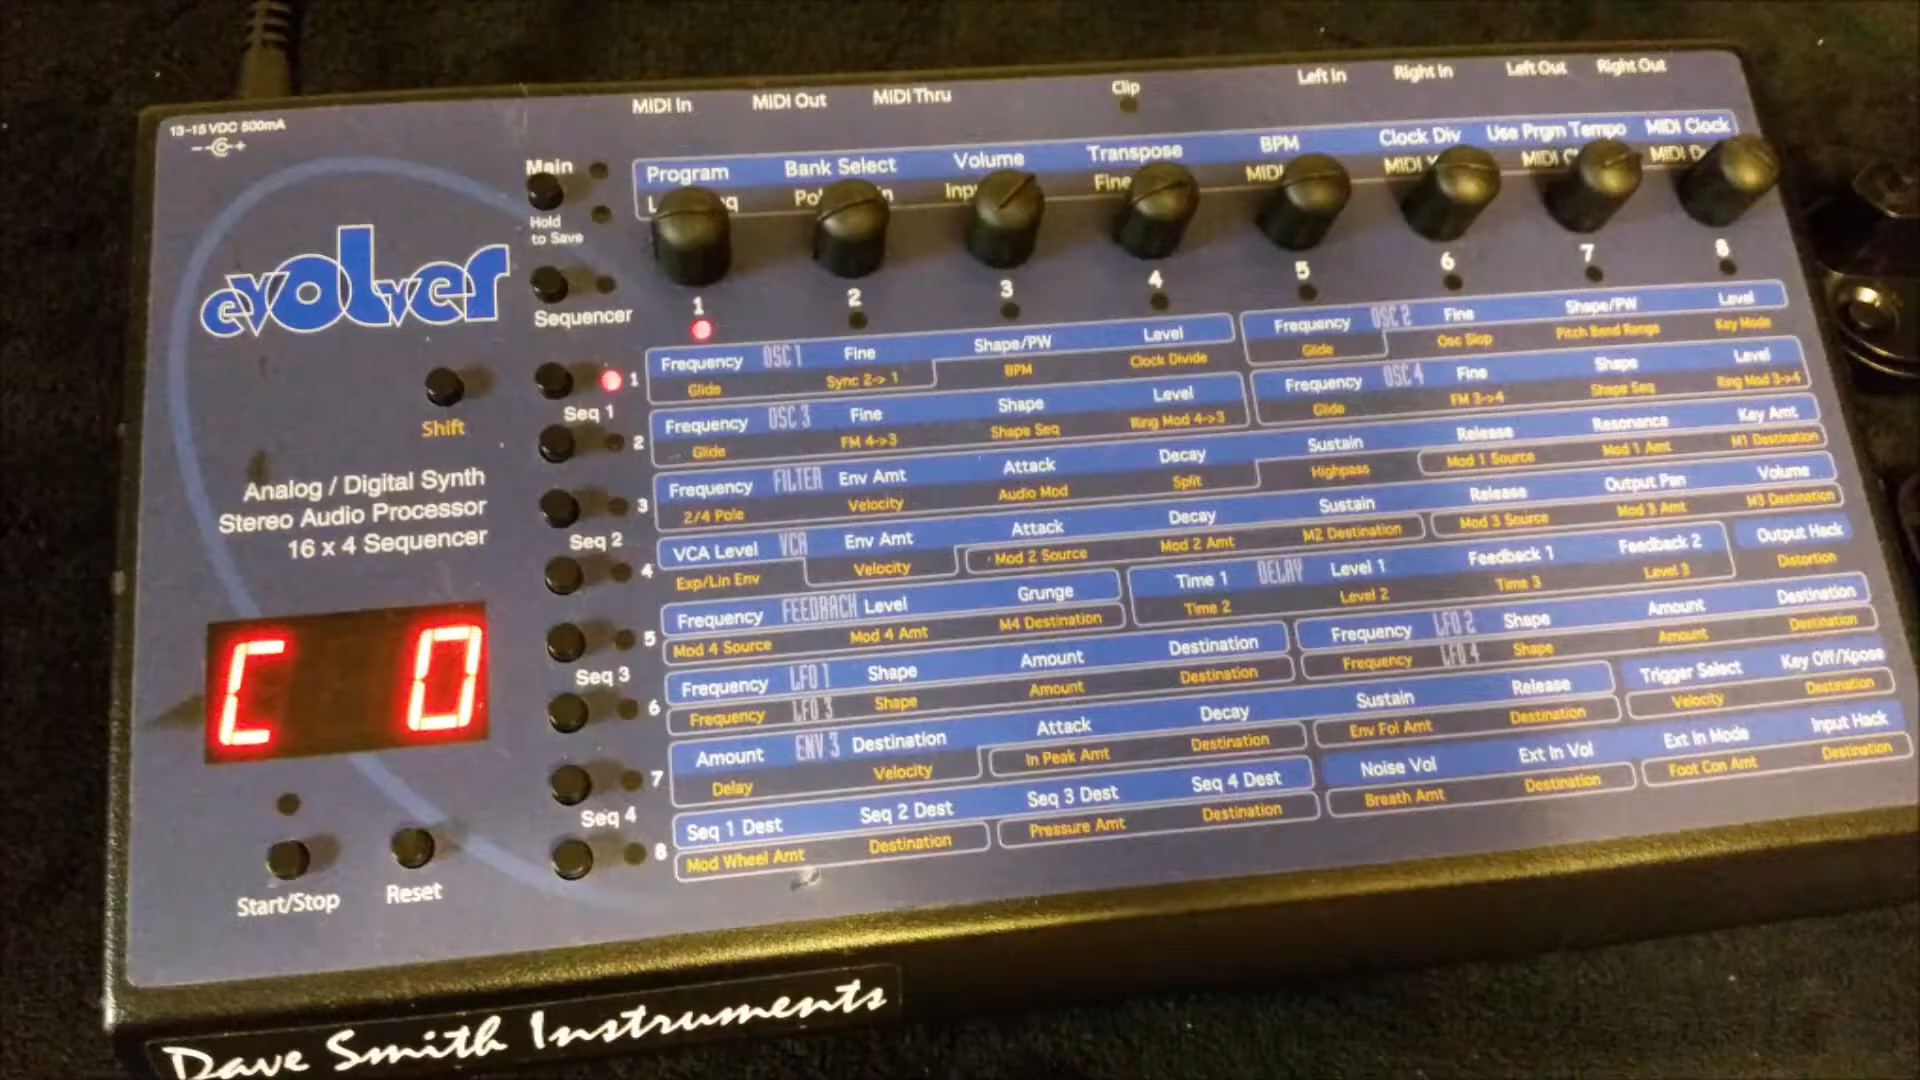 13-15 VDC 500mA
MIDI In MIDI Out MIDI Thru Clip Left In Right In Left Out Right Out
Main
Hold
to Save
Sequencer
Program Bank Select Volume Transpose BPM Clock Div Use Prgm Tempo MIDI Clock
1 2 3 4 5 6 7 8
evolver
Shift
Analog / Digital Synth
Stereo Audio Processor
16 x 4 Sequencer
C 0
Start/Stop Reset
Seq 1
Seq 2
Seq 3
Seq 4
1
Frequency OSC 1 Fine Shape/PW Level Frequency OSC 2 Fine Shape/PW Level
Glide Sync 2->1 BPM Clock Divide Glide Osc Slop Pitch Bend Range Key Mode
2
Frequency OSC 3 Fine Shape Level Frequency OSC 4 Fine Shape Level
Glide FM 4->3 Shape Seq Ring Mod 4->3 Glide FM 3->4 Shape Seq Ring Mod 3->4
3
Frequency FILTER Env Amt Attack Decay Sustain Release Resonance Key Amt
2/4 Pole Velocity Audio Mod Split Highpass Mod 1 Source Mod 1 Amt M1 Destination
4
VCA Level VCA Env Amt Attack Decay Sustain Release Output Pan Volume
Exp/Lin Env Velocity Mod 2 Source Mod 2 Amt M2 Destination Mod 3 Source Mod 3 Amt M3 Destination
5
Frequency FEEDBACK Level Grunge Time 1 DELAY Level 1 Feedback 1 Feedback 2 Output Hack
Mod 4 Source Mod 4 Amt M4 Destination Time 2 Level 2 Time 3 Level 3 Distortion
6
Frequency LFO 1 Shape Amount Destination Frequency LFO 2 Shape Amount Destination
Frequency LFO 3 Shape Amount Destination Frequency LFO 4 Shape Amount Destination
7
Amount ENV 3 Destination Attack Decay Sustain Release Trigger Select Key Off/Xpose
Delay Velocity In Peak Amt Destination Env Fol Amt Destination Velocity Destination
8
Seq 1 Dest Seq 2 Dest Seq 3 Dest Seq 4 Dest Noise Vol Ext In Vol Ext In Mode Input Hack
Mod Wheel Amt Destination Pressure Amt Destination Breath Amt Destination Foot Con Amt Destination
Dave Smith Instruments